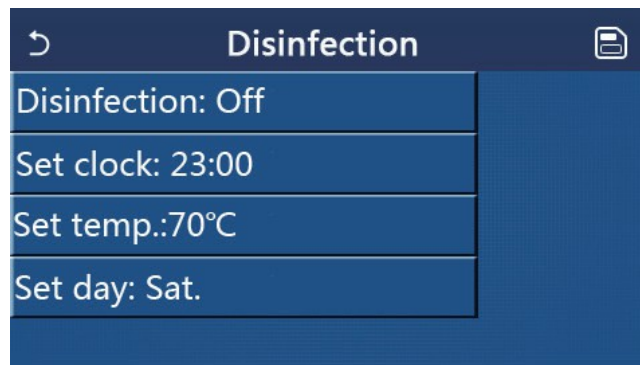 Disinfection
Disinfection: Off
Set clock: 23:00
Set temp.:70℃
Set day: Sat.